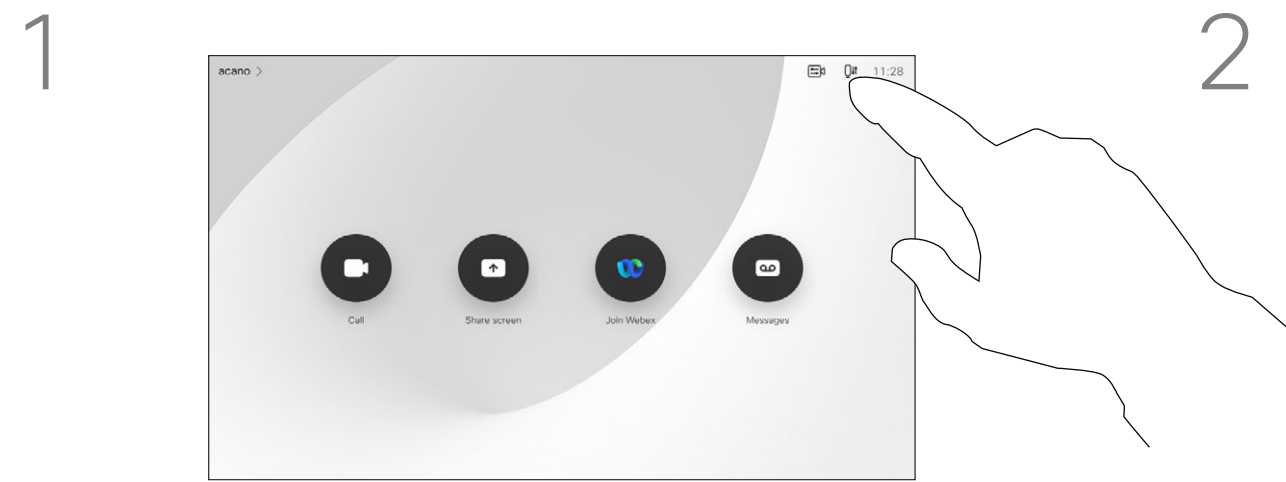 1
2
acano >
11:28
Call
Share screen
Join Webex
Messages